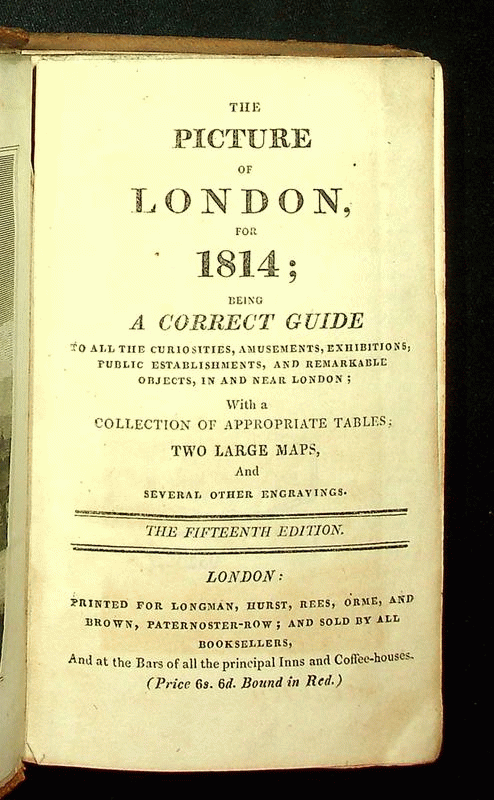 THE
PICTURE
OF
LONDON,
FOR
1814;
BEING
A CORRECT GUIDE
TO ALL THE CURIOSITIES, AMUSEMENTS, EXHIBITIONS,
PUBLIC ESTABLISHMENTS, AND REMARKABLE
OBJECTS, IN AND NEAR LONDON;
With a
COLLECTION OF APPROPRIATE TABLES;
TWO LARGE MAPS,
And
SEVERAL OTHER ENGRAVINGS.
THE FIFTEENTH EDITION.
LONDON:
PRINTED FOR LONGMAN, HURST, REES, ORME, AND
BROWN, PATERNOSTER-ROW; AND SOLD BY ALL
BOOKSELLERS,
And at the Bars of all the principal Inns and Coffee-houses.
(Price 6s. 6d. Bound in Red.)